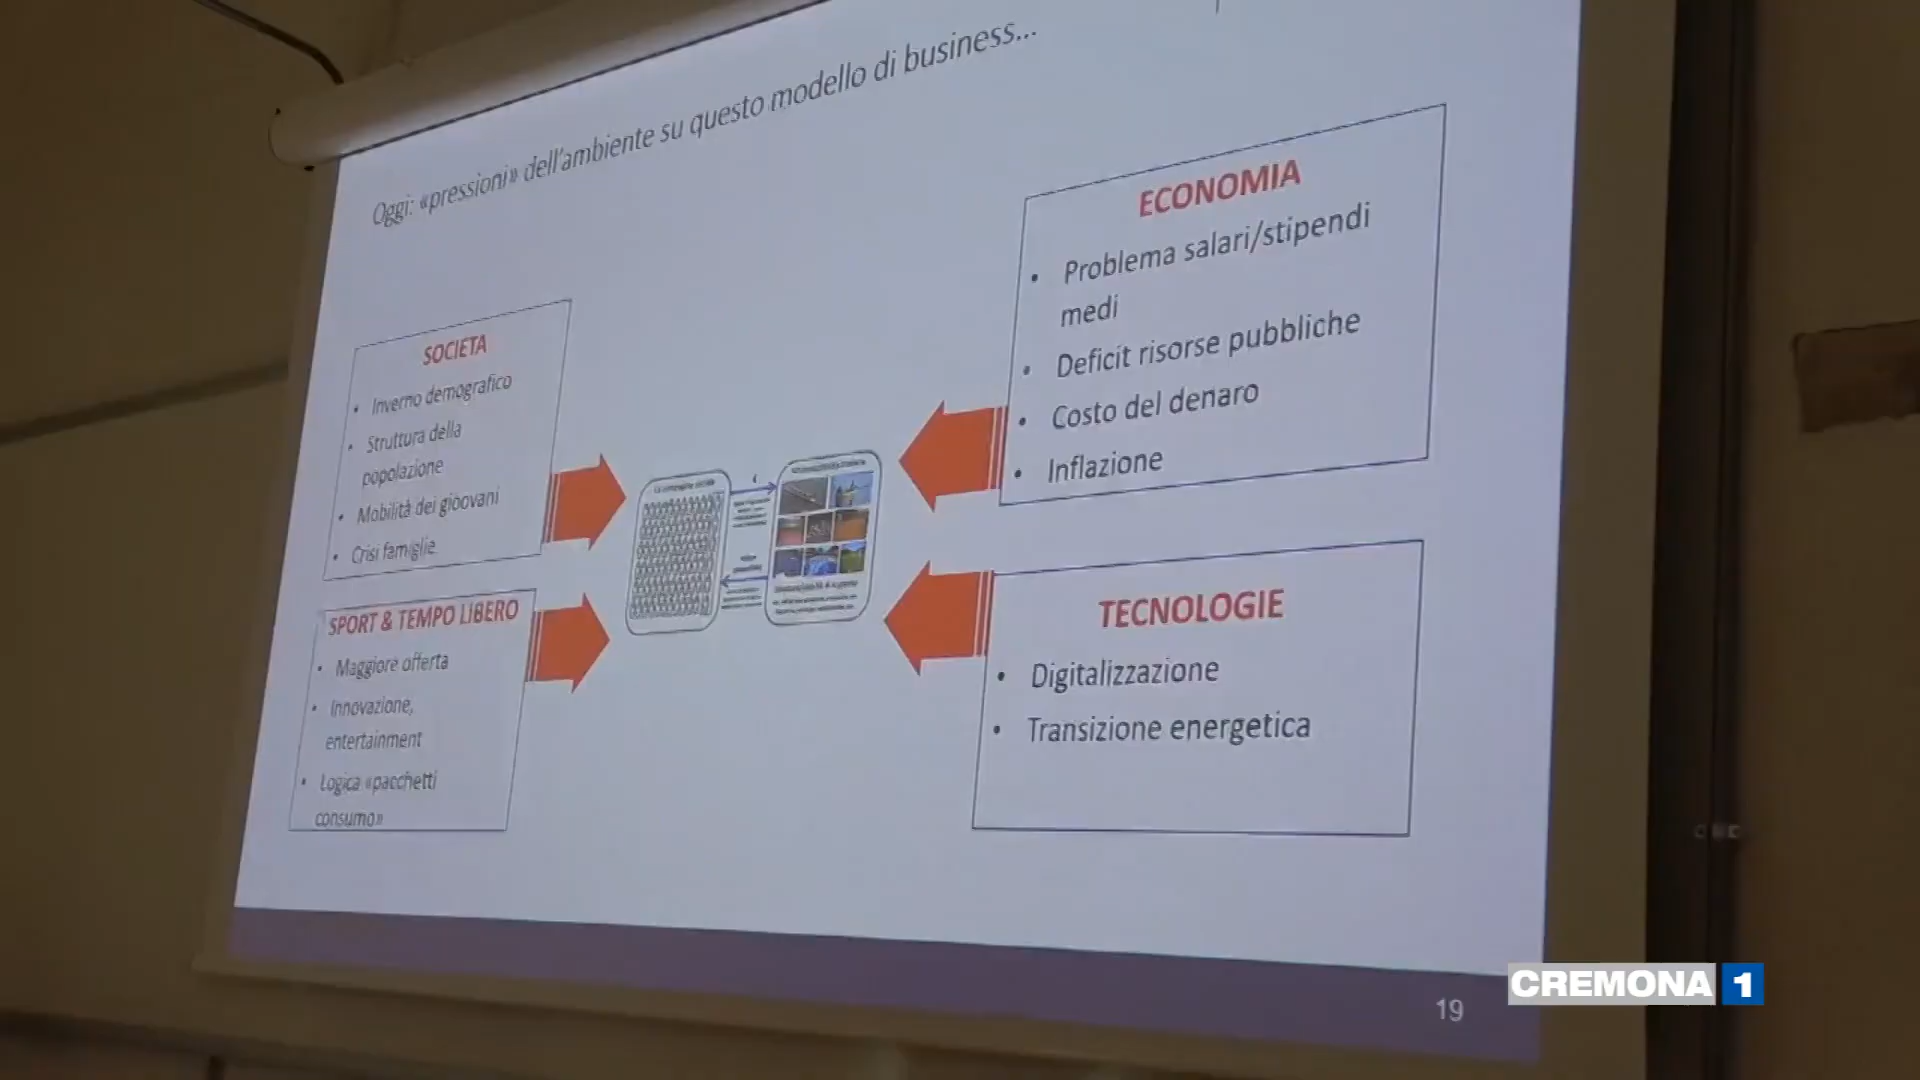 Oggi: «pressioni» dell'ambiente su questo modello di business...
SOCIETA
• Inverno demografico
• Struttura della
popolazione
• Mobilità dei gioovani
• Crisi famiglie
SPORT & TEMPO LIBERO
• Maggiore offerta
• Innovazione,
entertainment
• Logica «pacchetti
consumo»
ECONOMIA
• Problema salari/stipendi
medi
• Deficit risorse pubbliche
• Costo del denaro
• Inflazione
TECNOLOGIE
• Digitalizzazione
• Transizione energetica
19
CREMONA 1